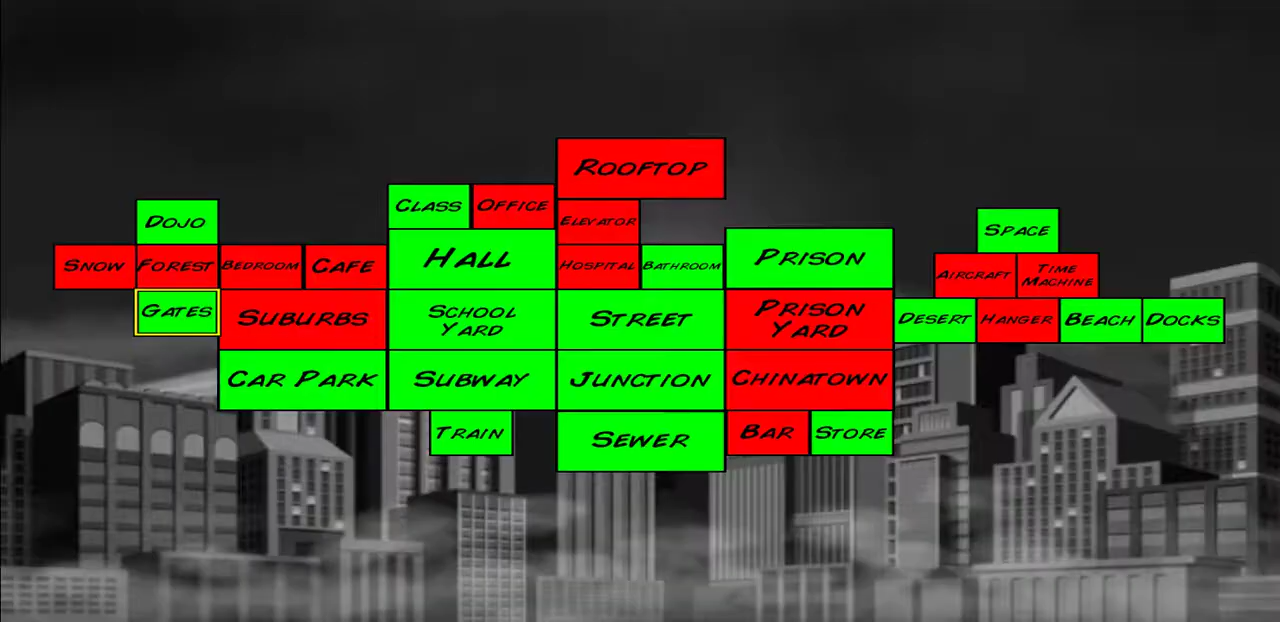 Rooftop
Class
Office
Elevator
Dojo
Space
Snow
Forest
Bedroom
Cafe
Hall
Hospital
Bathroom
Prison
Aircraft
Time
Machine
Gates
Suburbs
School
Yard
Street
Prison
Yard
Desert
Hanger
Beach
Docks
Car Park
Subway
Junction
Chinatown
Train
Sewer
Bar
Store